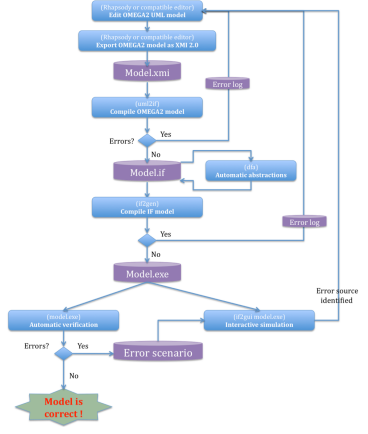 (Rhapsody or compatible editor)
Edit OMEGA2 UML model
(Rhapsody or compatible editor)
Export OMEGA2 model as XMI 2.0
Model.xmi
Error log
(uml2if)
Compile OMEGA2 model
Errors?
Yes
No
Model.if
(dfa)
Automatic abstractions
(if2gen)
Compile IF model
Error log
Yes
No
Model.exe
Error source
identified
(model.exe)
Automatic verification
(if2gui model.exe)
Interactive simulation
Errors?
Yes
Error scenario
No
Model is
correct !